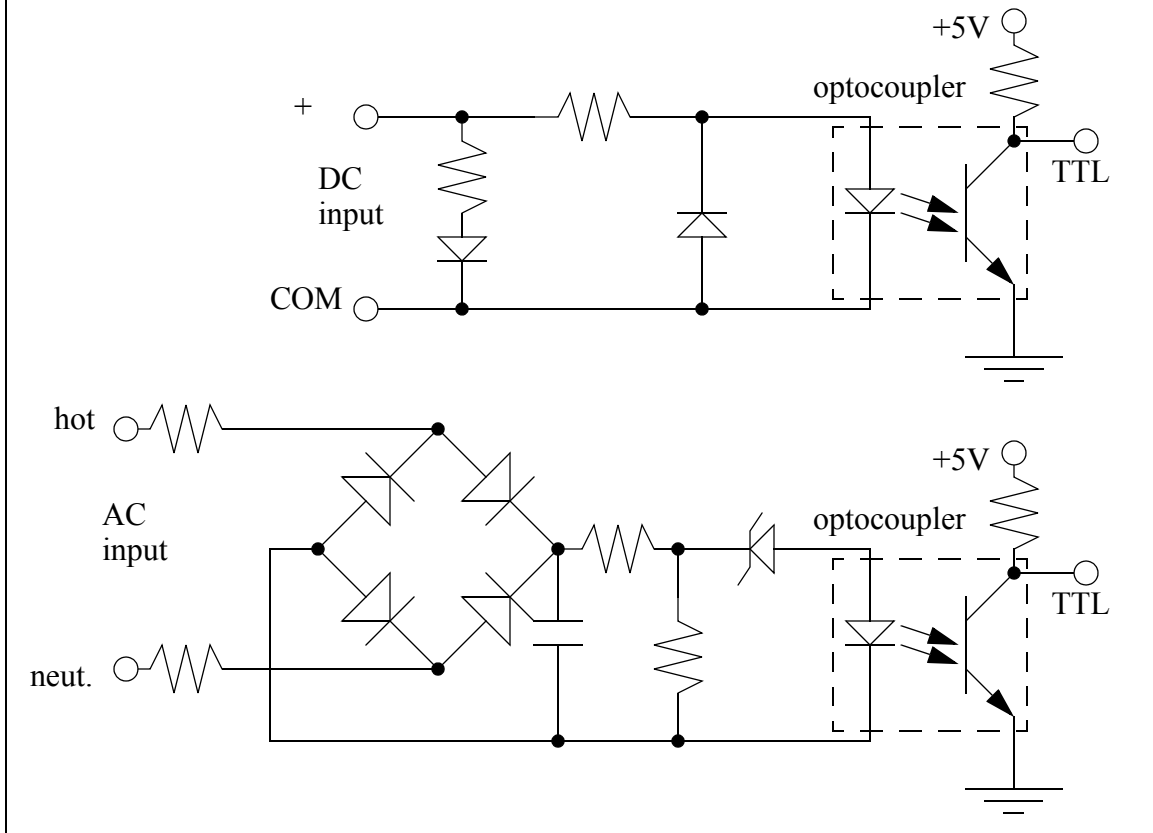 +5V
optocoupler
+
TTL
DC
input
COM
hot
+5V
AC
input
optocoupler
TTL
neut.